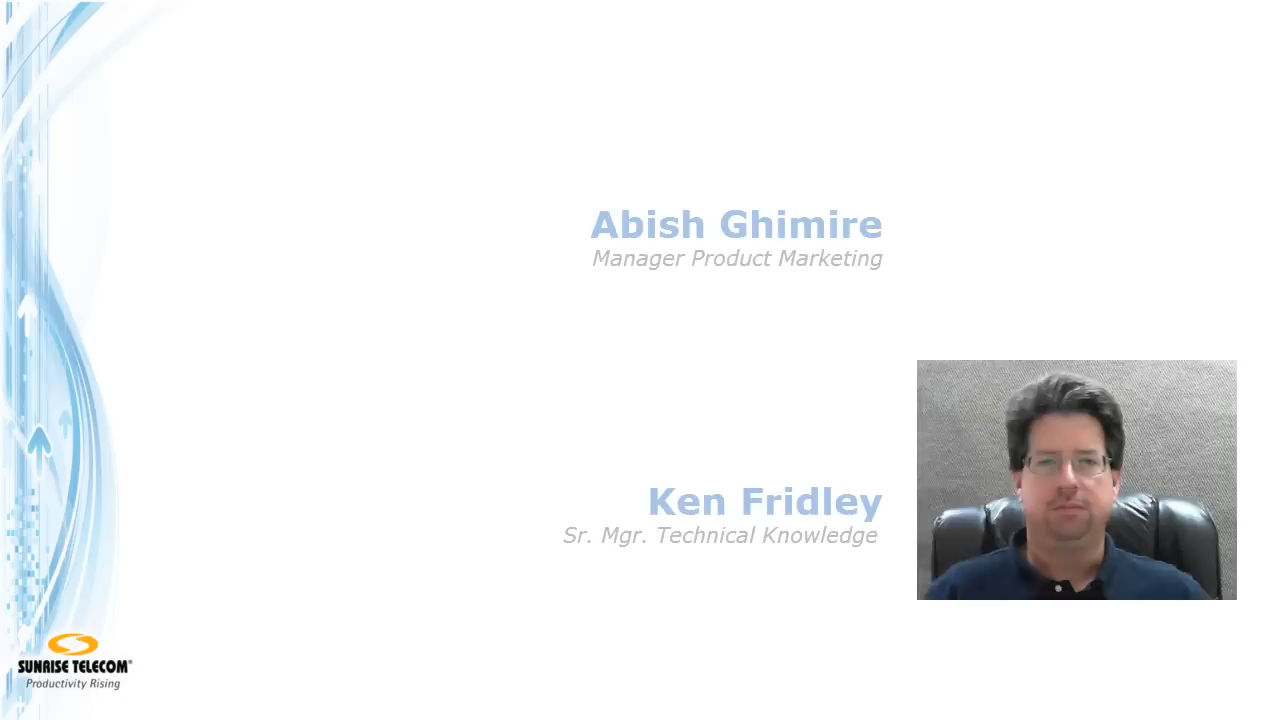 Abish Ghimire
Manager Product Marketing
Ken Fridley
Sr. Mgr. Technical Knowledge
SUNRISE TELECOM®
Productivity Rising